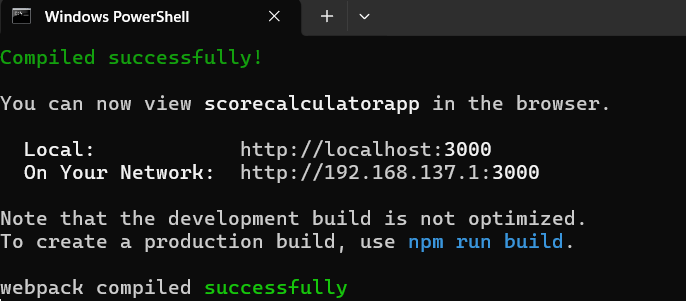 Windows PowerShell
Compiled successfully!
You can now view scorecalculatorapp in the browser.
Local: http://localhost:3000
On Your Network: http://192.168.137.1:3000
Note that the development build is not optimized.
To create a production build, use npm run build.
webpack compiled successfully